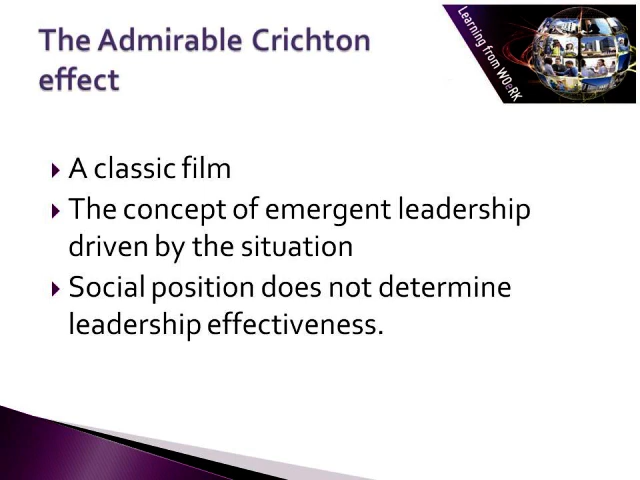 The Admirable Crichton
effect
Learning from WOeRK
A classic film
The concept of emergent leadership
driven by the situation
Social position does not determine
leadership effectiveness.